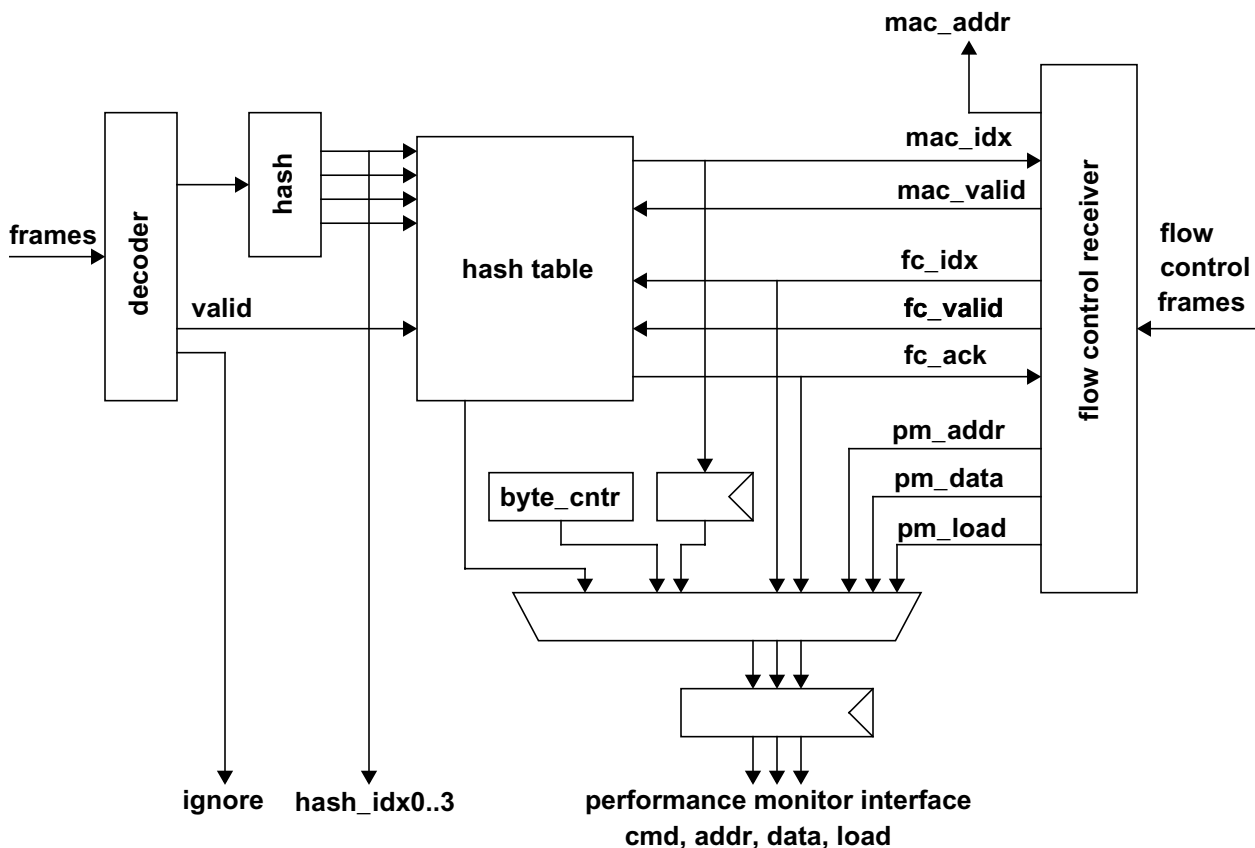 mac_addr
mac_idx
mac_valid
fc_idx
fc_valid
fc_ack
pm_addr
pm_data
pm_load
frames
decoder
hash
valid
hash table
flow control receiver
flow
control
frames
byte_cntr
ignore
hash_idx0..3
performance monitor interface
cmd, addr, data, load